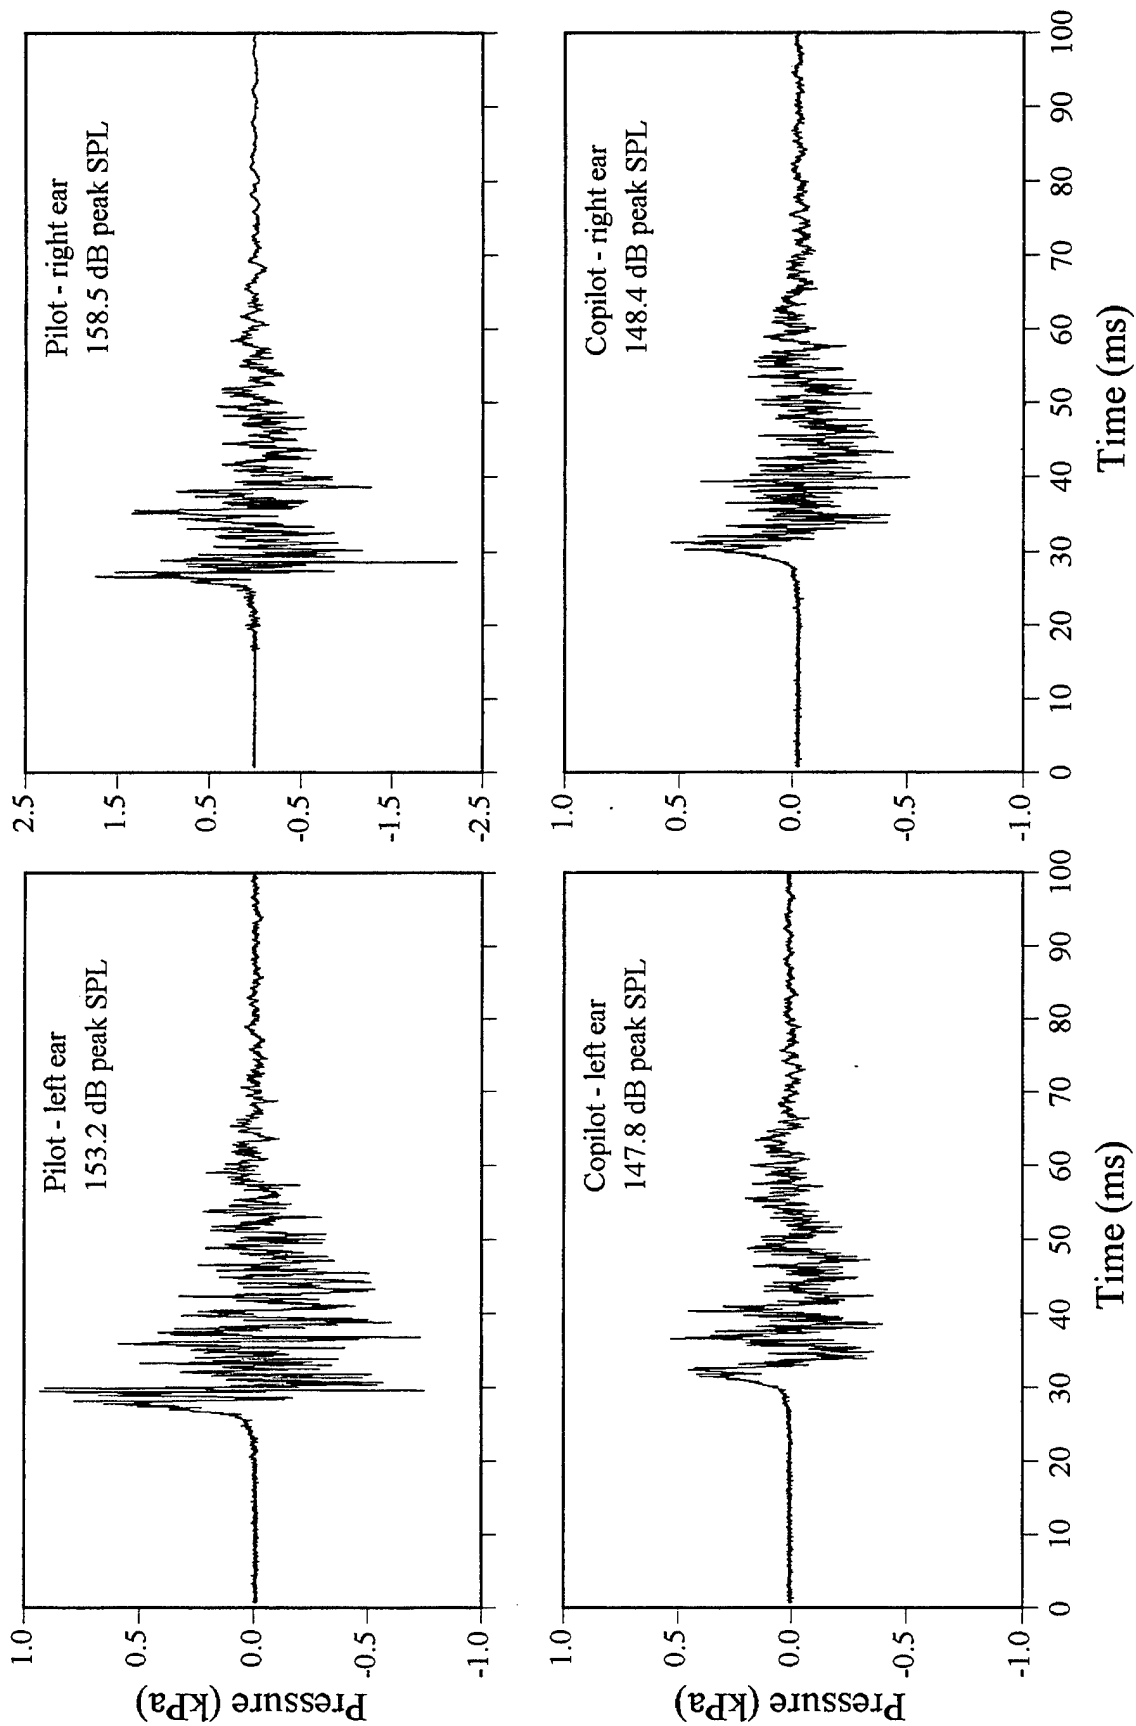 Pressure (kPa)
1.0
0.5
0.0
-0.5
-1.0
Pilot - left ear
153.2 dB peak SPL
2.5
1.5
0.5
-0.5
-1.5
-2.5
Pilot - right ear
158.5 dB peak SPL
Pressure (kPa)
1.0
0.5
0.0
-0.5
-1.0
Copilot - left ear
147.8 dB peak SPL
0 10 20 30 40 50 60 70 80 90 100
Time (ms)
1.0
0.5
0.0
-0.5
-1.0
Copilot - right ear
148.4 dB peak SPL
0 10 20 30 40 50 60 70 80 90 100
Time (ms)